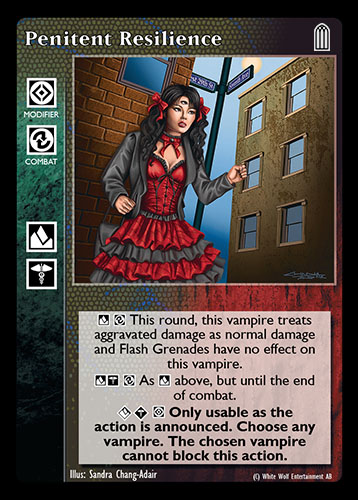 Penitent Resilience
MODIFIER
COMBAT
This round, this vampire treats
aggravated damage as normal damage
and Flash Grenades have no effect on
this vampire.
As above, but until the end
of combat.
Only usable as the
action is announced. Choose any
vampire. The chosen vampire
cannot block this action.
Illus: Sandra Chang-Adair
(C) White Wolf Entertainment AB